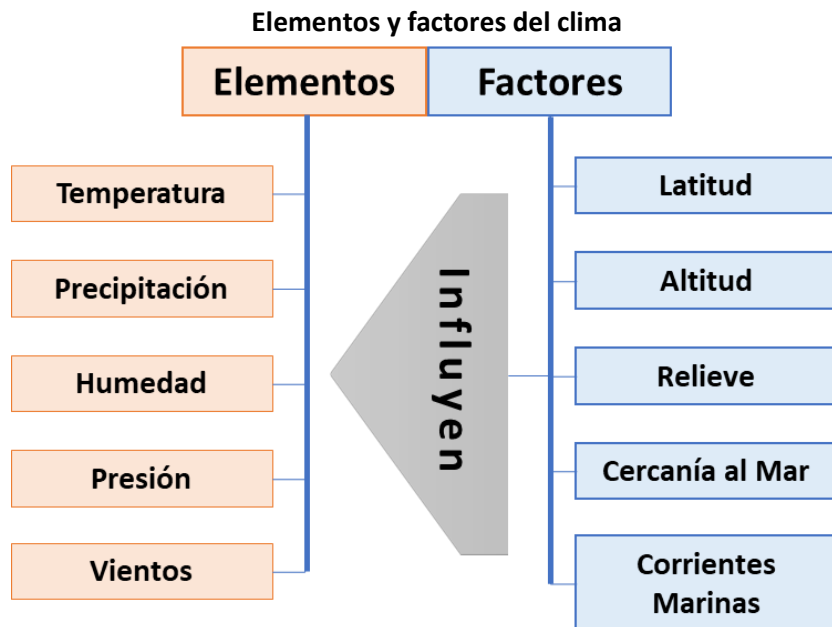 Elementos y factores del clima
Elementos
Factores
Temperatura
Precipitación
Humedad
Presión
Vientos
Influyen
Latitud
Altitud
Relieve
Cercanía al Mar
Corrientes
Marinas